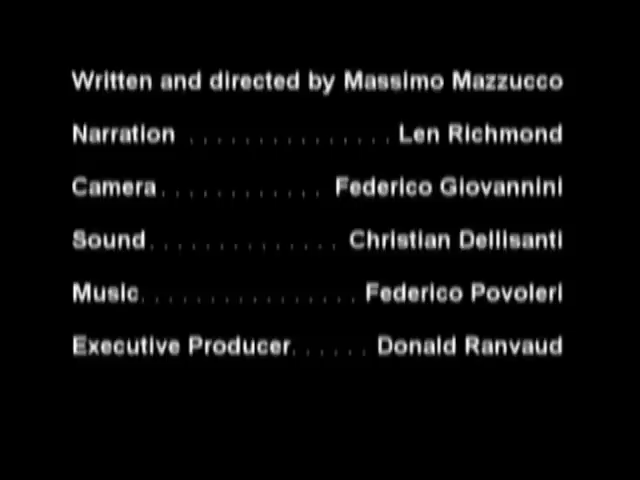 Written and directed by Massimo Mazzucco
Narration . . . . . . . . . . . . . . . Len Richmond
Camera. . . . . . . . . . . . Federico Giovannini
Sound. . . . . . . . . . . . . . Christian Dellisanti
Music. . . . . . . . . . . . . . . . Federico Povoleri
Executive Producer. . . . . . Donald Ranvaud